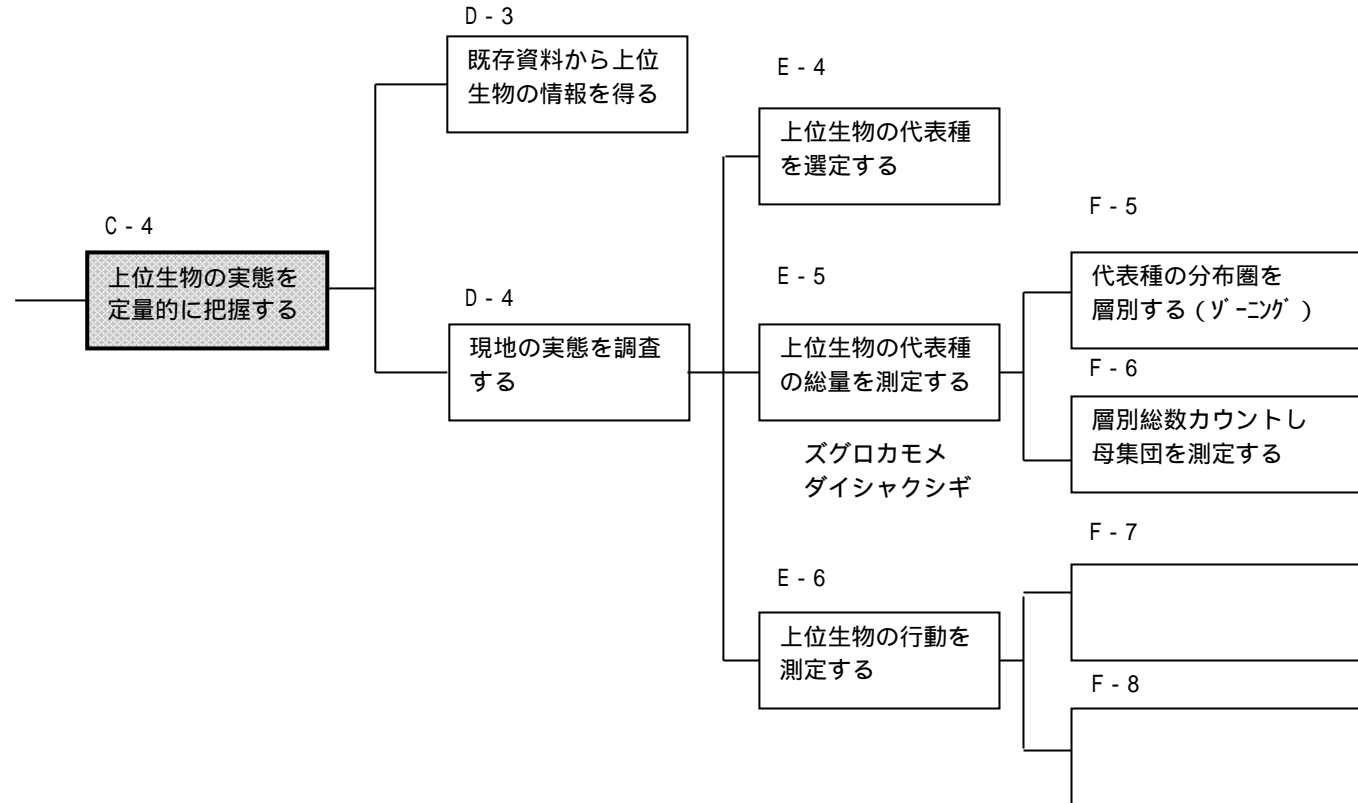 D-3
既存資料から上位
生物の情報を得る
E-4
上位生物の代表種
を選定する
F-5
C-4
上位生物の実態を
定量的に把握する
代表種の分布圏を
層別する(ゾーニング)
E-5
D-4
現地の実態を調査
する
上位生物の代表種
の総量を測定する
F-6
層別総数カウントし
母集団を測定する
ズグロカモメ
ダイシャクシギ
F-7
E-6
上位生物の行動を
測定する
F-8